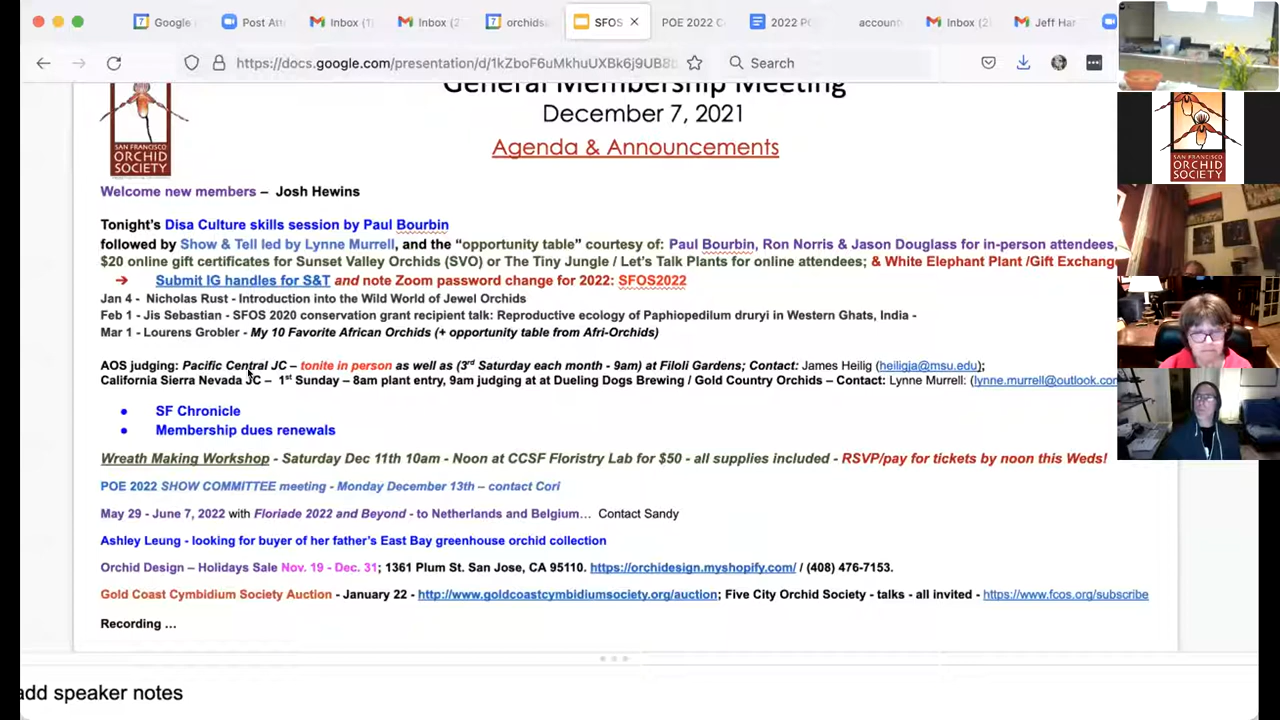 Google
Post Att
Inbox (1)
Inbox (2
orchids
SFOS
POE 2022 C
2022 P
account
Inbox (2
Jeff Har
https://docs.google.com/presentation/d/1kZboF6uMkhuUXBk6j9UB8b
Search
General Membership Meeting
December 7, 2021
Agenda & Announcements
SAN FRANCISCO
ORCHID
SOCIETY
SAN FRANCISCO
ORCHID
SOCIETY
Welcome new members – Josh Hewins
Tonight's Disa Culture skills session by Paul Bourbin
followed by Show & Tell led by Lynne Murrell, and the "opportunity table" courtesy of: Paul Bourbin, Ron Norris & Jason Douglass for in-person attendees,
$20 online gift certificates for Sunset Valley Orchids (SVO) or The Tiny Jungle / Let's Talk Plants for online attendees; & White Elephant Plant /Gift Exchange
➔ Submit IG handles for S&T and note Zoom password change for 2022: SFOS2022
Jan 4 - Nicholas Rust - Introduction into the Wild World of Jewel Orchids
Feb 1 - Jis Sebastian - SFOS 2020 conservation grant recipient talk: Reproductive ecology of Paphiopedilum druryi in Western Ghats, India -
Mar 1 - Lourens Grobler - My 10 Favorite African Orchids (+ opportunity table from Afri-Orchids)
AOS judging: Pacific Central JC – tonite in person as well as (3rd Saturday each month - 9am) at Filoli Gardens; Contact: James Heilig (heiligja@msu.edu);
California Sierra Nevada JC – 1st Sunday – 8am plant entry, 9am judging at at Dueling Dogs Brewing / Gold Country Orchids – Contact: Lynne Murrell: (lynne.murrell@outlook.com
● SF Chronicle
● Membership dues renewals
Wreath Making Workshop - Saturday Dec 11th 10am - Noon at CCSF Floristry Lab for $50 - all supplies included - RSVP/pay for tickets by noon this Weds!
POE 2022 SHOW COMMITTEE meeting - Monday December 13th – contact Cori
May 29 - June 7, 2022 with Floriade 2022 and Beyond - to Netherlands and Belgium… Contact Sandy
Ashley Leung - looking for buyer of her father's East Bay greenhouse orchid collection
Orchid Design – Holidays Sale Nov. 19 - Dec. 31; 1361 Plum St. San Jose, CA 95110. https://orchidesign.myshopify.com/ / (408) 476-7153.
Gold Coast Cymbidium Society Auction - January 22 - http://www.goldcoastcymbidiumsociety.org/auction; Five City Orchid Society - talks - all invited - https://www.fcos.org/subscribe
Recording …
add speaker notes